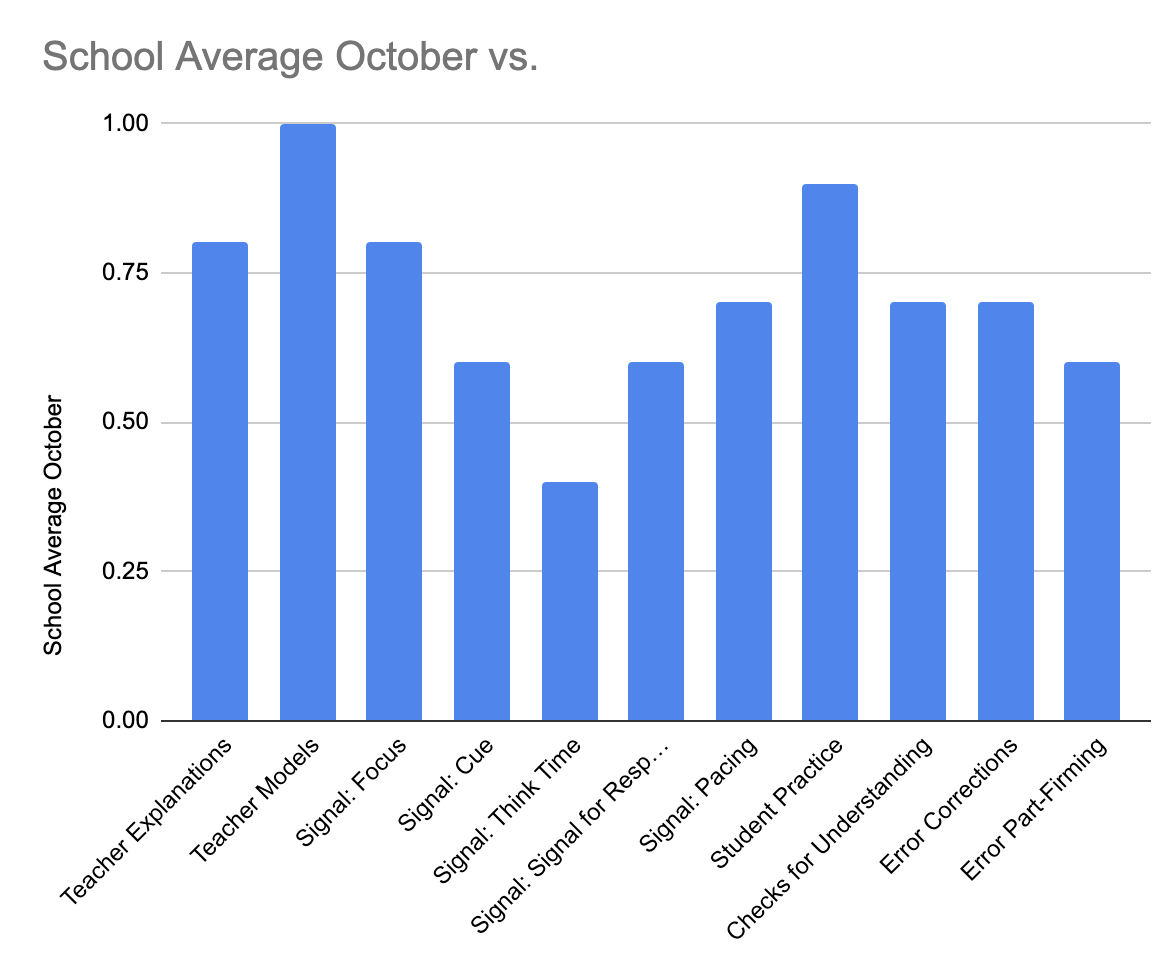 School Average October vs.
1.00
0.75
0.50
0.25
0.00
School Average October
Teacher Explanations
Teacher Models
Signal: Focus
Signal: Cue
Signal: Think Time
Signal: Signal for Resp…
Signal: Pacing
Student Practice
Checks for Understanding
Error Corrections
Error Part-Firming